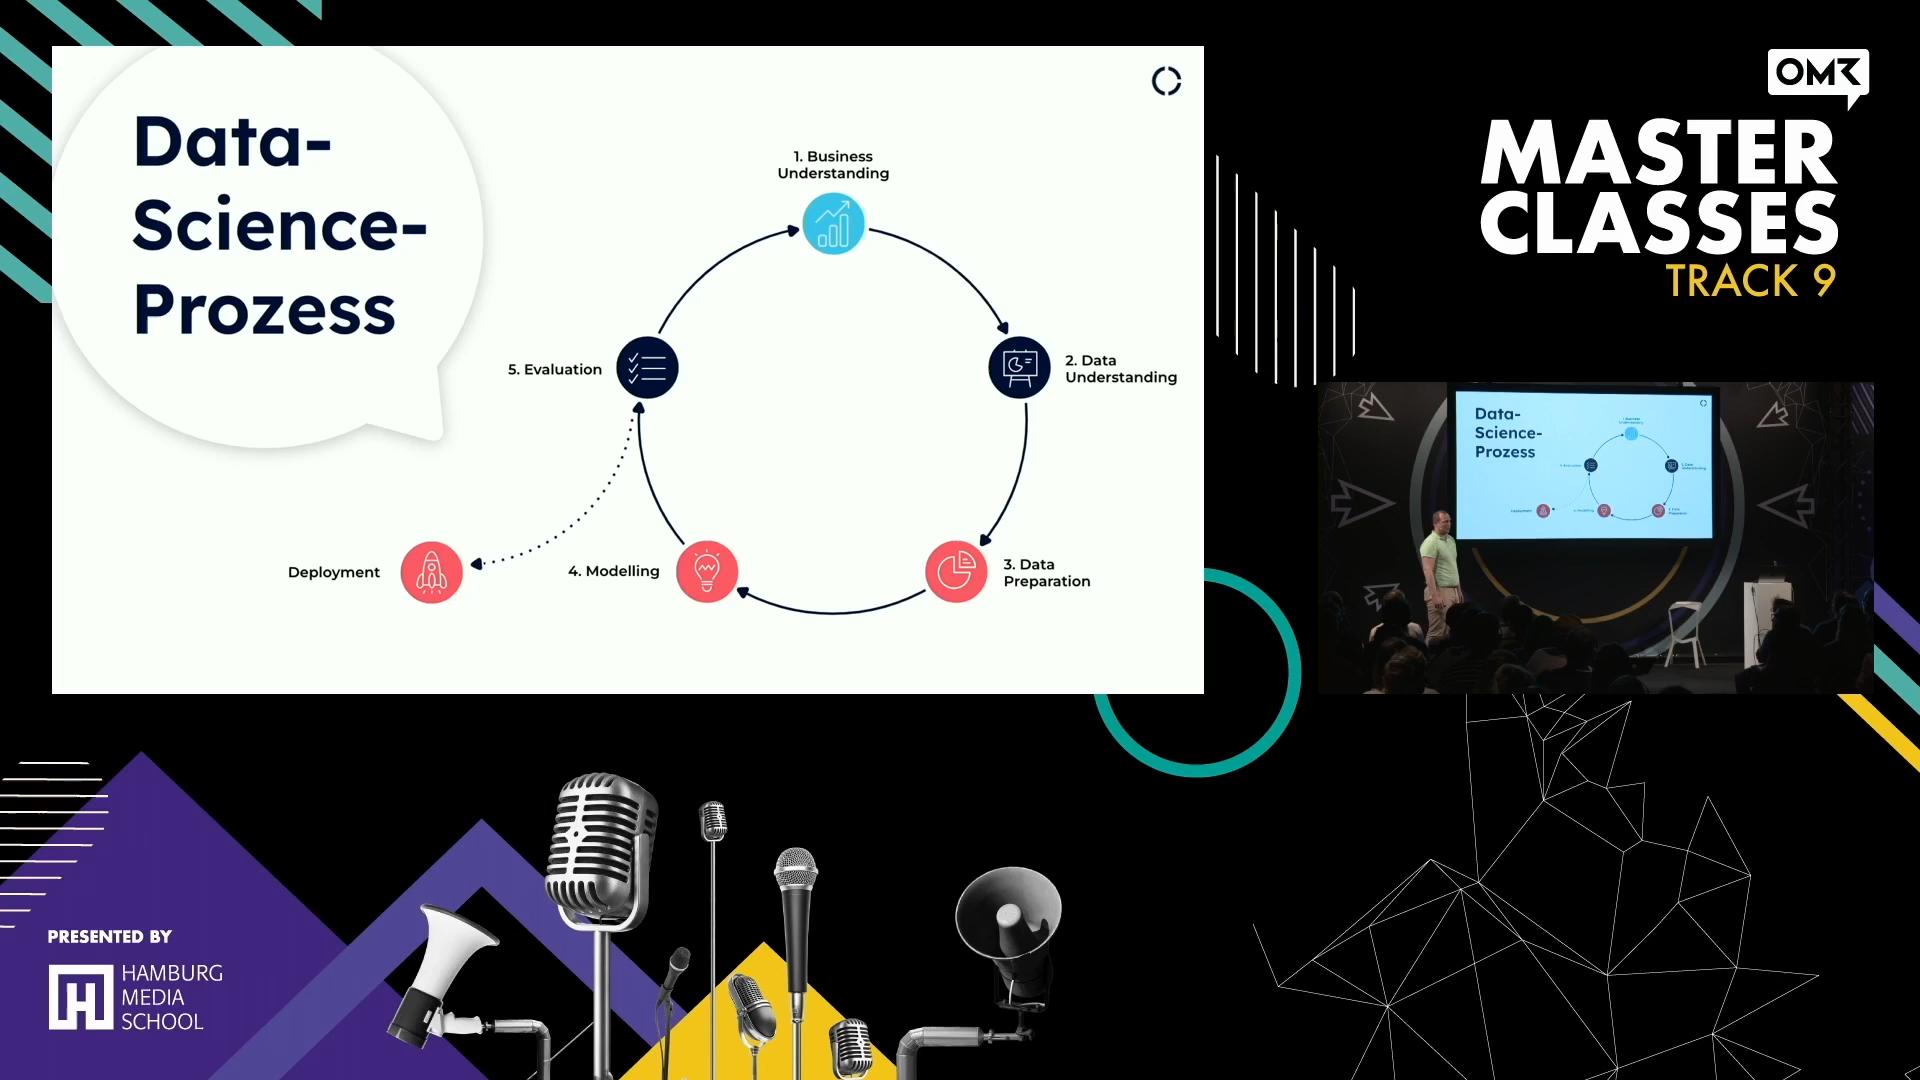 Data-
Science-
Prozess
1. Business
Understanding
2. Data
Understanding
3. Data
Preparation
4. Modelling
5. Evaluation
Deployment
OMR
MASTER
CLASSES
TRACK 9
Data-
Science-
Prozess
PRESENTED BY
HAMBURG
MEDIA
SCHOOL